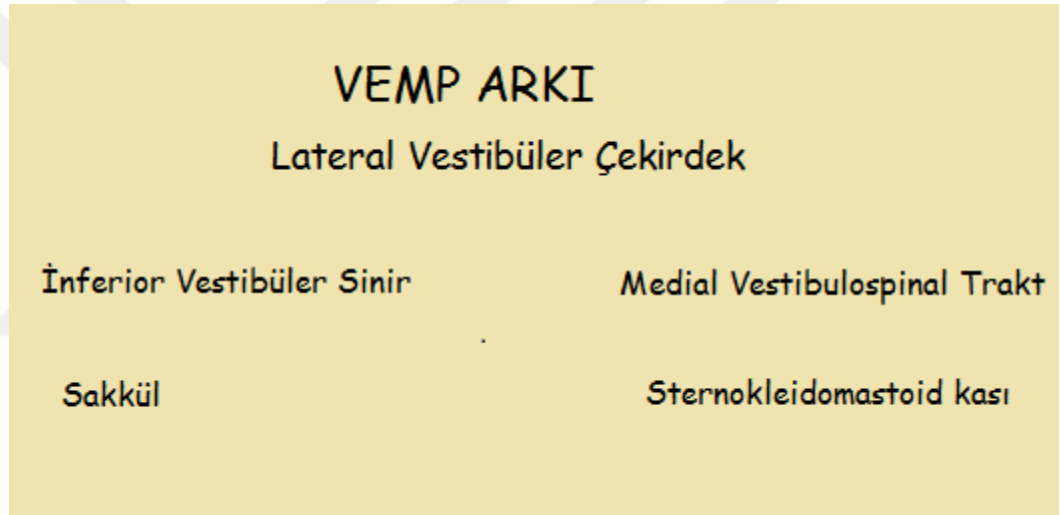 VEMP ARKI
Lateral Vestibüler Çekirdek
İnferior Vestibüler Sinir
Medial Vestibulospinal Trakt
Sakkül
Sternokleidomastoid kası